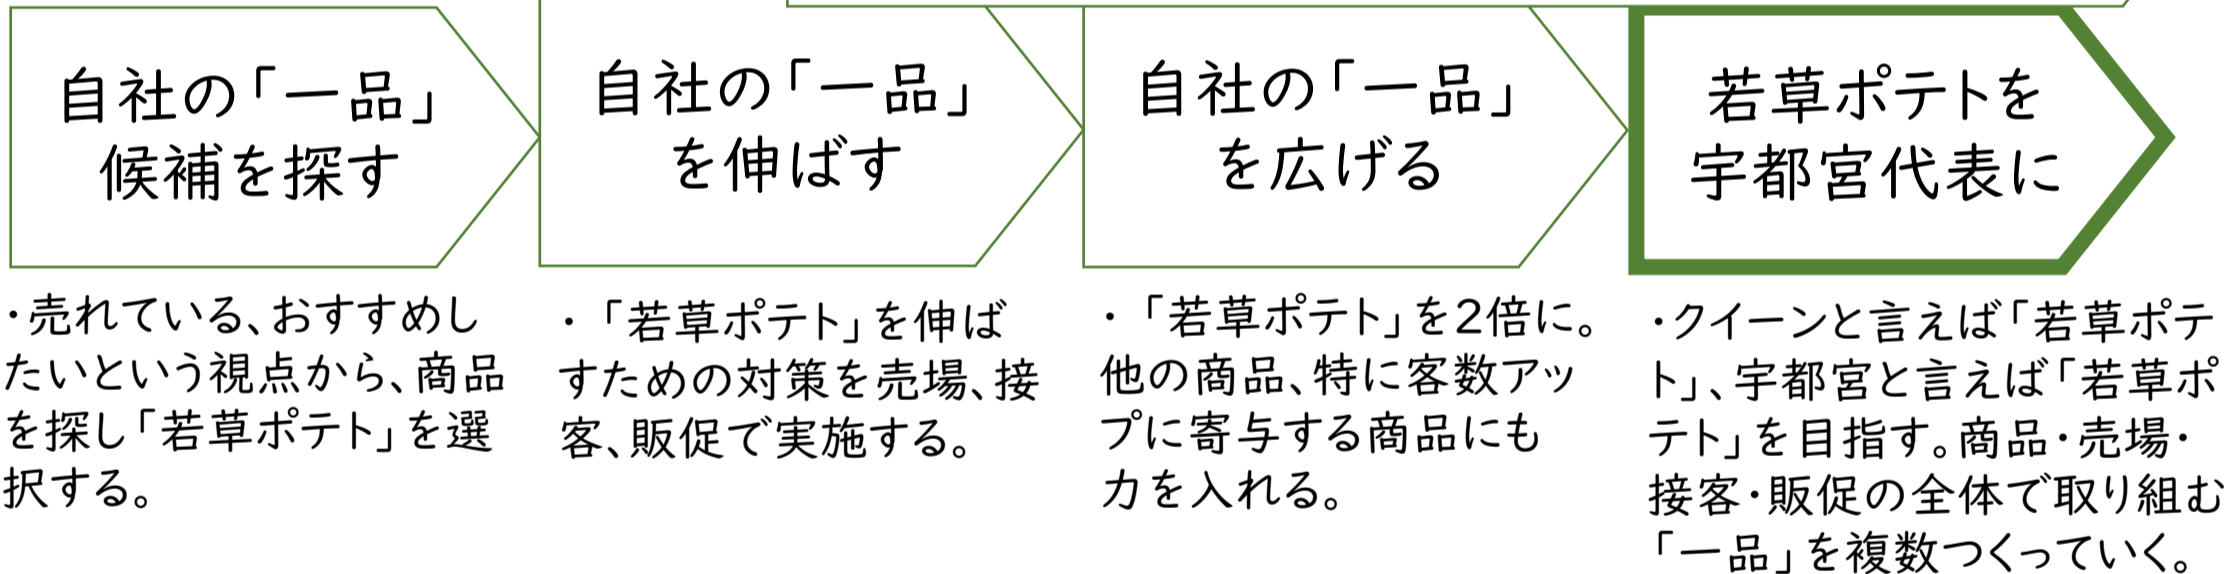 自社の「一品」
候補を探す
自社の「一品」
を伸ばす
自社の「一品」
を広げる
若草ポテトを
宇都宮代表に
・売れている、おすすめし
たいという視点から、商品
を探し「若草ポテト」を選
択する。
・「若草ポテト」を伸ば
すための対策を売場、接
客、販促で実施する。
・「若草ポテト」を2倍に。
他の商品、特に客数アッ
プに寄与する商品にも
力を入れる。
・クイーンと言えば「若草ポテ
ト」、宇都宮と言えば「若草ポ
テト」を目指す。商品・売場・
接客・販促の全体で取り組む
「一品」を複数つくっていく。